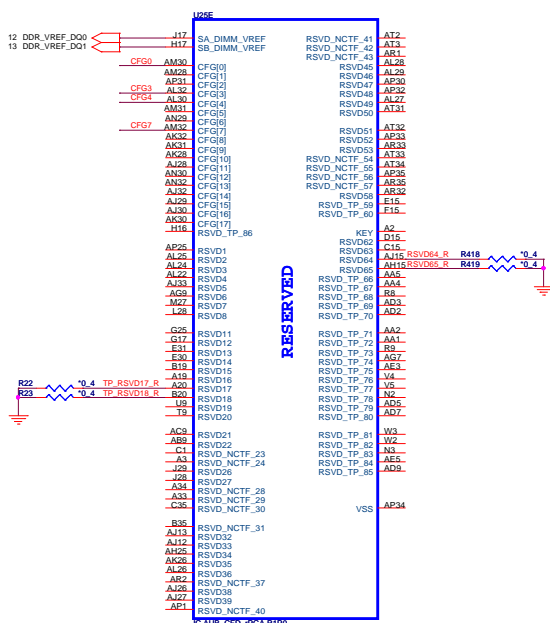 U25E
12 DDR_VREF_DQ0 J17 SA_DIMM_VREF
13 DDR_VREF_DQ1 H17 SB_DIMM_VREF
CFG0 AM30 CFG[0]
AM28 CFG[1]
AP31 CFG[2]
CFG3 AL32 CFG[3]
CFG4 AL30 CFG[4]
AM31 CFG[5]
AN29 CFG[6]
CFG7 AM32 CFG[7]
AK32 CFG[8]
AK31 CFG[9]
AK28 CFG[10]
AJ28 CFG[11]
AN30 CFG[12]
AN32 CFG[13]
AJ32 CFG[14]
AJ29 CFG[15]
AJ30 CFG[16]
AK30 CFG[17]
H16 RSVD_TP_86
AP25 RSVD1
AL25 RSVD2
AL24 RSVD3
AL22 RSVD4
AJ33 RSVD5
AG9 RSVD6
M27 RSVD7
L28 RSVD8
G25 RSVD11
G17 RSVD12
E31 RSVD13
E30 RSVD14
B19 RSVD15
A19 RSVD16
R22 *0_4 TP_RSVD17_R A20 RSVD17
R23 *0_4 TP_RSVD18_R B20 RSVD18
U9 RSVD19
T9 RSVD20
AC9 RSVD21
AB9 RSVD22
C1 RSVD_NCTF_23
A3 RSVD_NCTF_24
J29 RSVD26
J28 RSVD27
A34 RSVD_NCTF_28
A33 RSVD_NCTF_29
C35 RSVD_NCTF_30
B35 RSVD_NCTF_31
AJ13 RSVD32
AJ12 RSVD33
AH25 RSVD34
AK26 RSVD35
AL26 RSVD36
AR2 RSVD_NCTF_37
AJ26 RSVD38
AJ27 RSVD39
AP1 RSVD_NCTF_40
RESERVED
RSVD_NCTF_41 AT2
RSVD_NCTF_42 AT3
RSVD_NCTF_43 AR1
RSVD45 AL28
RSVD46 AL29
RSVD47 AP30
RSVD48 AP32
RSVD49 AL27
RSVD50 AT31
RSVD51 AT32
RSVD52 AP33
RSVD53 AR33
RSVD_NCTF_54 AT33
RSVD_NCTF_55 AT34
RSVD_NCTF_56 AP35
RSVD_NCTF_57 AR35
RSVD58 AR32
RSVD_TP_59 E15
RSVD_TP_60 F15
KEY A2
RSVD62 D15
RSVD63 C15
RSVD64 AJ15 RSVD64_R R418 *0_4
RSVD65 AH15 RSVD65_R R419 *0_4
RSVD_TP_66 AA5
RSVD_TP_67 AA4
RSVD_TP_68 R8
RSVD_TP_69 AD3
RSVD_TP_70 AD2
RSVD_TP_71 AA2
RSVD_TP_72 AA1
RSVD_TP_73 R9
RSVD_TP_74 AG7
RSVD_TP_75 AE3
RSVD_TP_76 V4
RSVD_TP_77 V5
RSVD_TP_78 N2
RSVD_TP_79 AD5
RSVD_TP_80 AD7
RSVD_TP_81 W3
RSVD_TP_82 W2
RSVD_TP_83 N3
RSVD_TP_84 AE5
RSVD_TP_85 AD9
VSS AP34